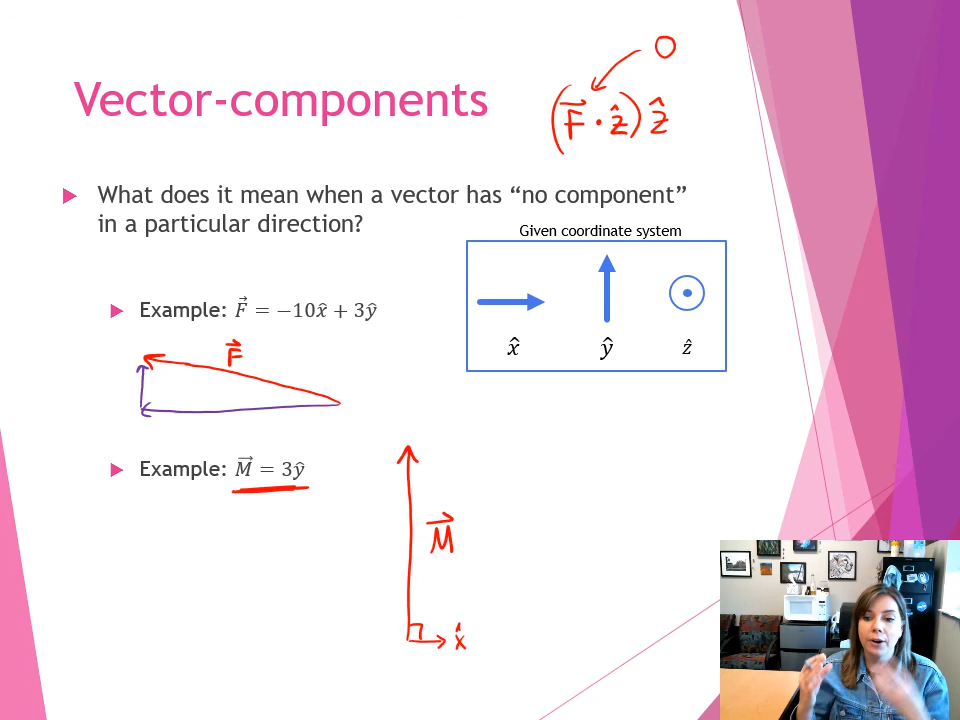 0
(F⃗ · ẑ) ẑ
Vector-components
What does it mean when a vector has “no component”
in a particular direction?
Given coordinate system
x̂ ŷ ẑ
Example: F⃗ = −10x̂ + 3ŷ
F⃗
Example: M⃗ = 3ŷ
M⃗
x̂